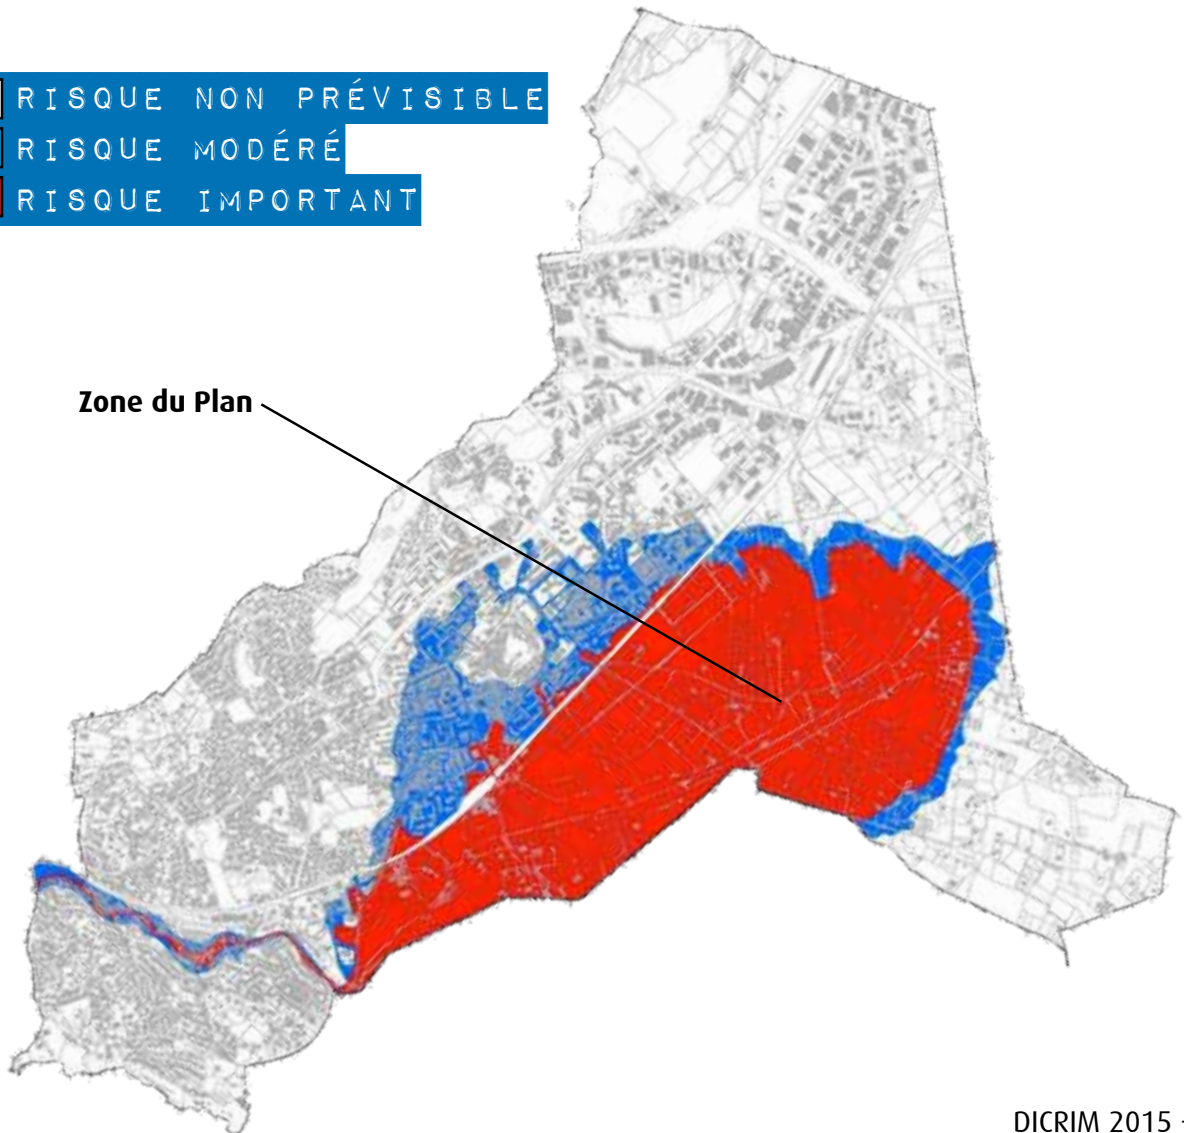 RISQUE NON PRÉVISIBLE
RISQUE MODÉRÉ
RISQUE IMPORTANT
Zone du Plan
DICRIM 2015 -